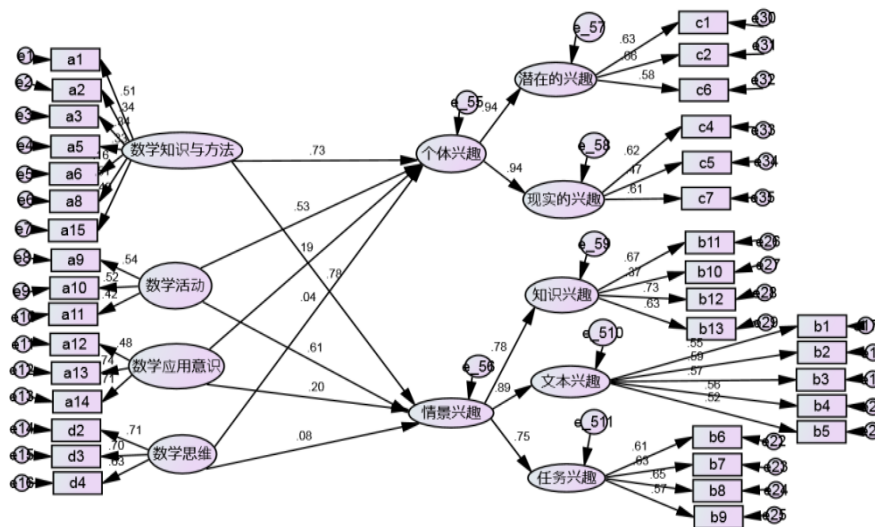 e1
a1
e2
a2
e3
a3
e4
a5
e5
a6
e6
a8
e7
a15
.51
.34
.34
数学知识与方法
e8
a9
e9
a10
e10
a11
.54
.52
.42
数学活动
e11
a12
e12
a13
e13
a14
.48
.74
.71
数学应用意识
e14
d2
e15
d3
e16
d4
.71
.70
.63
数学思维
.73
.53
.19
.04
.78
.61
.20
.08
e_55
个体兴趣
e_56
情景兴趣
.94
.94
.78
.89
.75
e_57
潜在的兴趣
.63
.66
.58
c1
e30
c2
e31
c6
e32
e_58
现实的兴趣
.62
.47
.61
c4
e33
c5
e34
c7
e35
e_59
知识兴趣
.67
.37
.73
.63
b11
e26
b10
e27
b12
e28
b13
e29
e_510
文本兴趣
.55
.59
.57
.56
.52
b1
b2
b3
b4
b5
e_511
任务兴趣
.61
.63
.65
.57
b6
e22
b7
e23
b8
e24
b9
e25